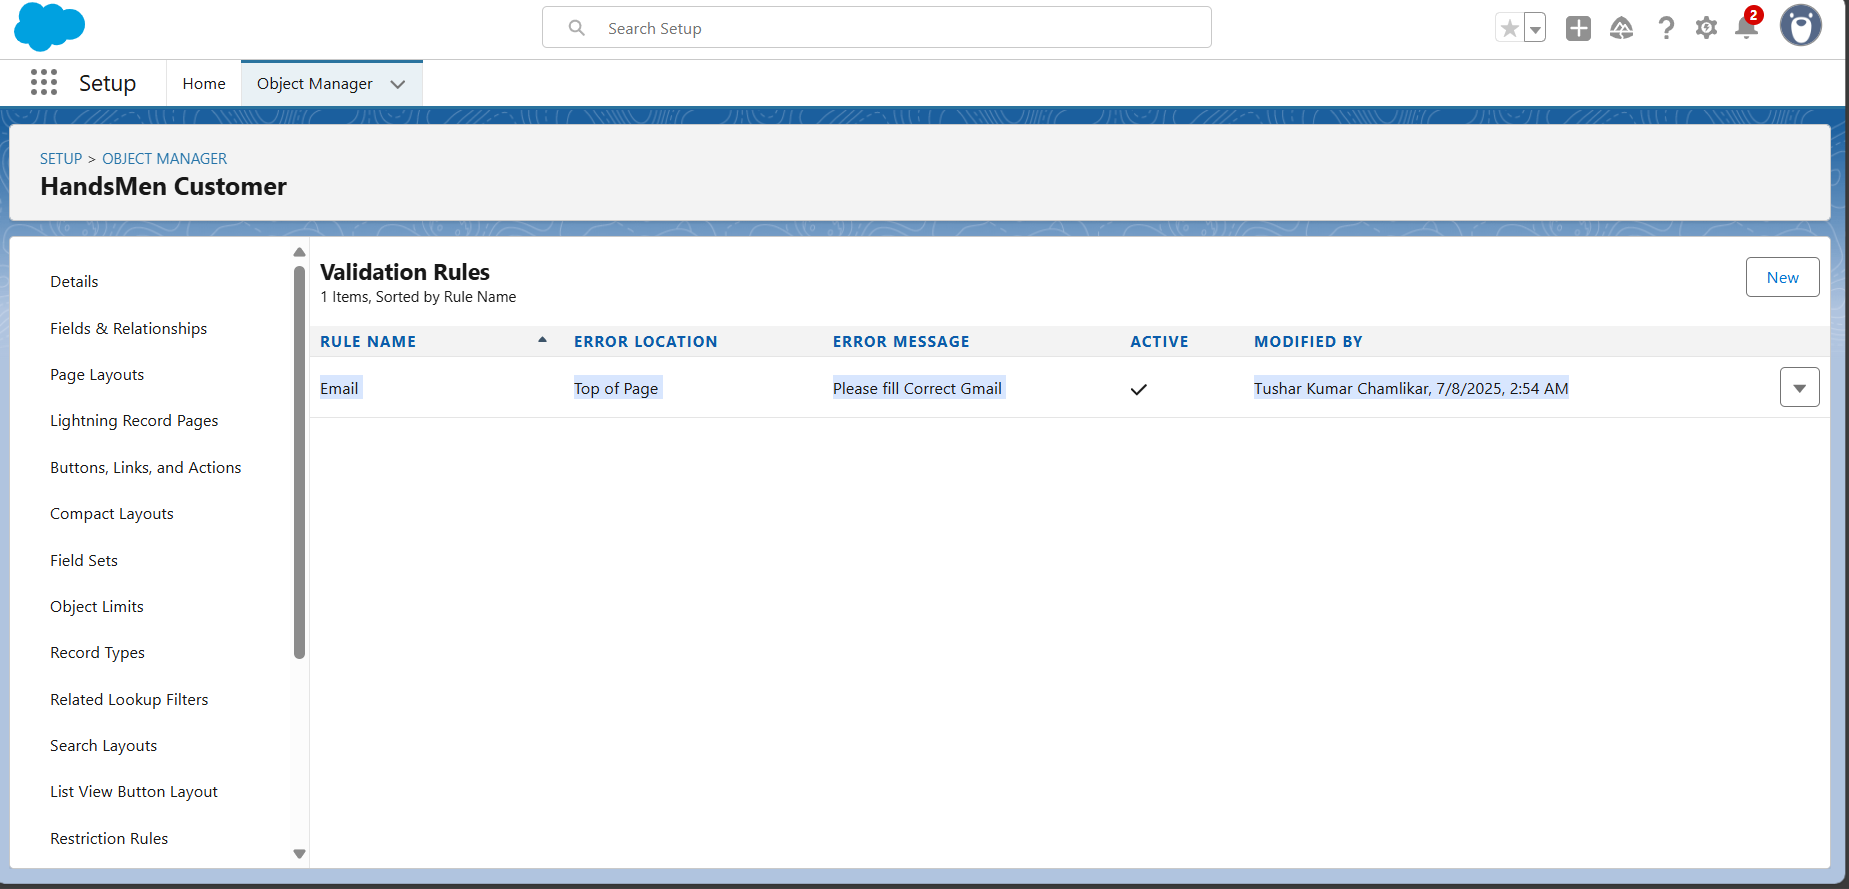 Search Setup
2
Setup
Home
Object Manager
SETUP > OBJECT MANAGER
HandsMen Customer
Details
Fields & Relationships
Page Layouts
Lightning Record Pages
Buttons, Links, and Actions
Compact Layouts
Field Sets
Object Limits
Record Types
Related Lookup Filters
Search Layouts
List View Button Layout
Restriction Rules
Validation Rules
1 Items, Sorted by Rule Name
New
RULE NAME ERROR LOCATION ERROR MESSAGE ACTIVE MODIFIED BY
Email Top of Page Please fill Correct Gmail Tushar Kumar Chamlikar, 7/8/2025, 2:54 AM